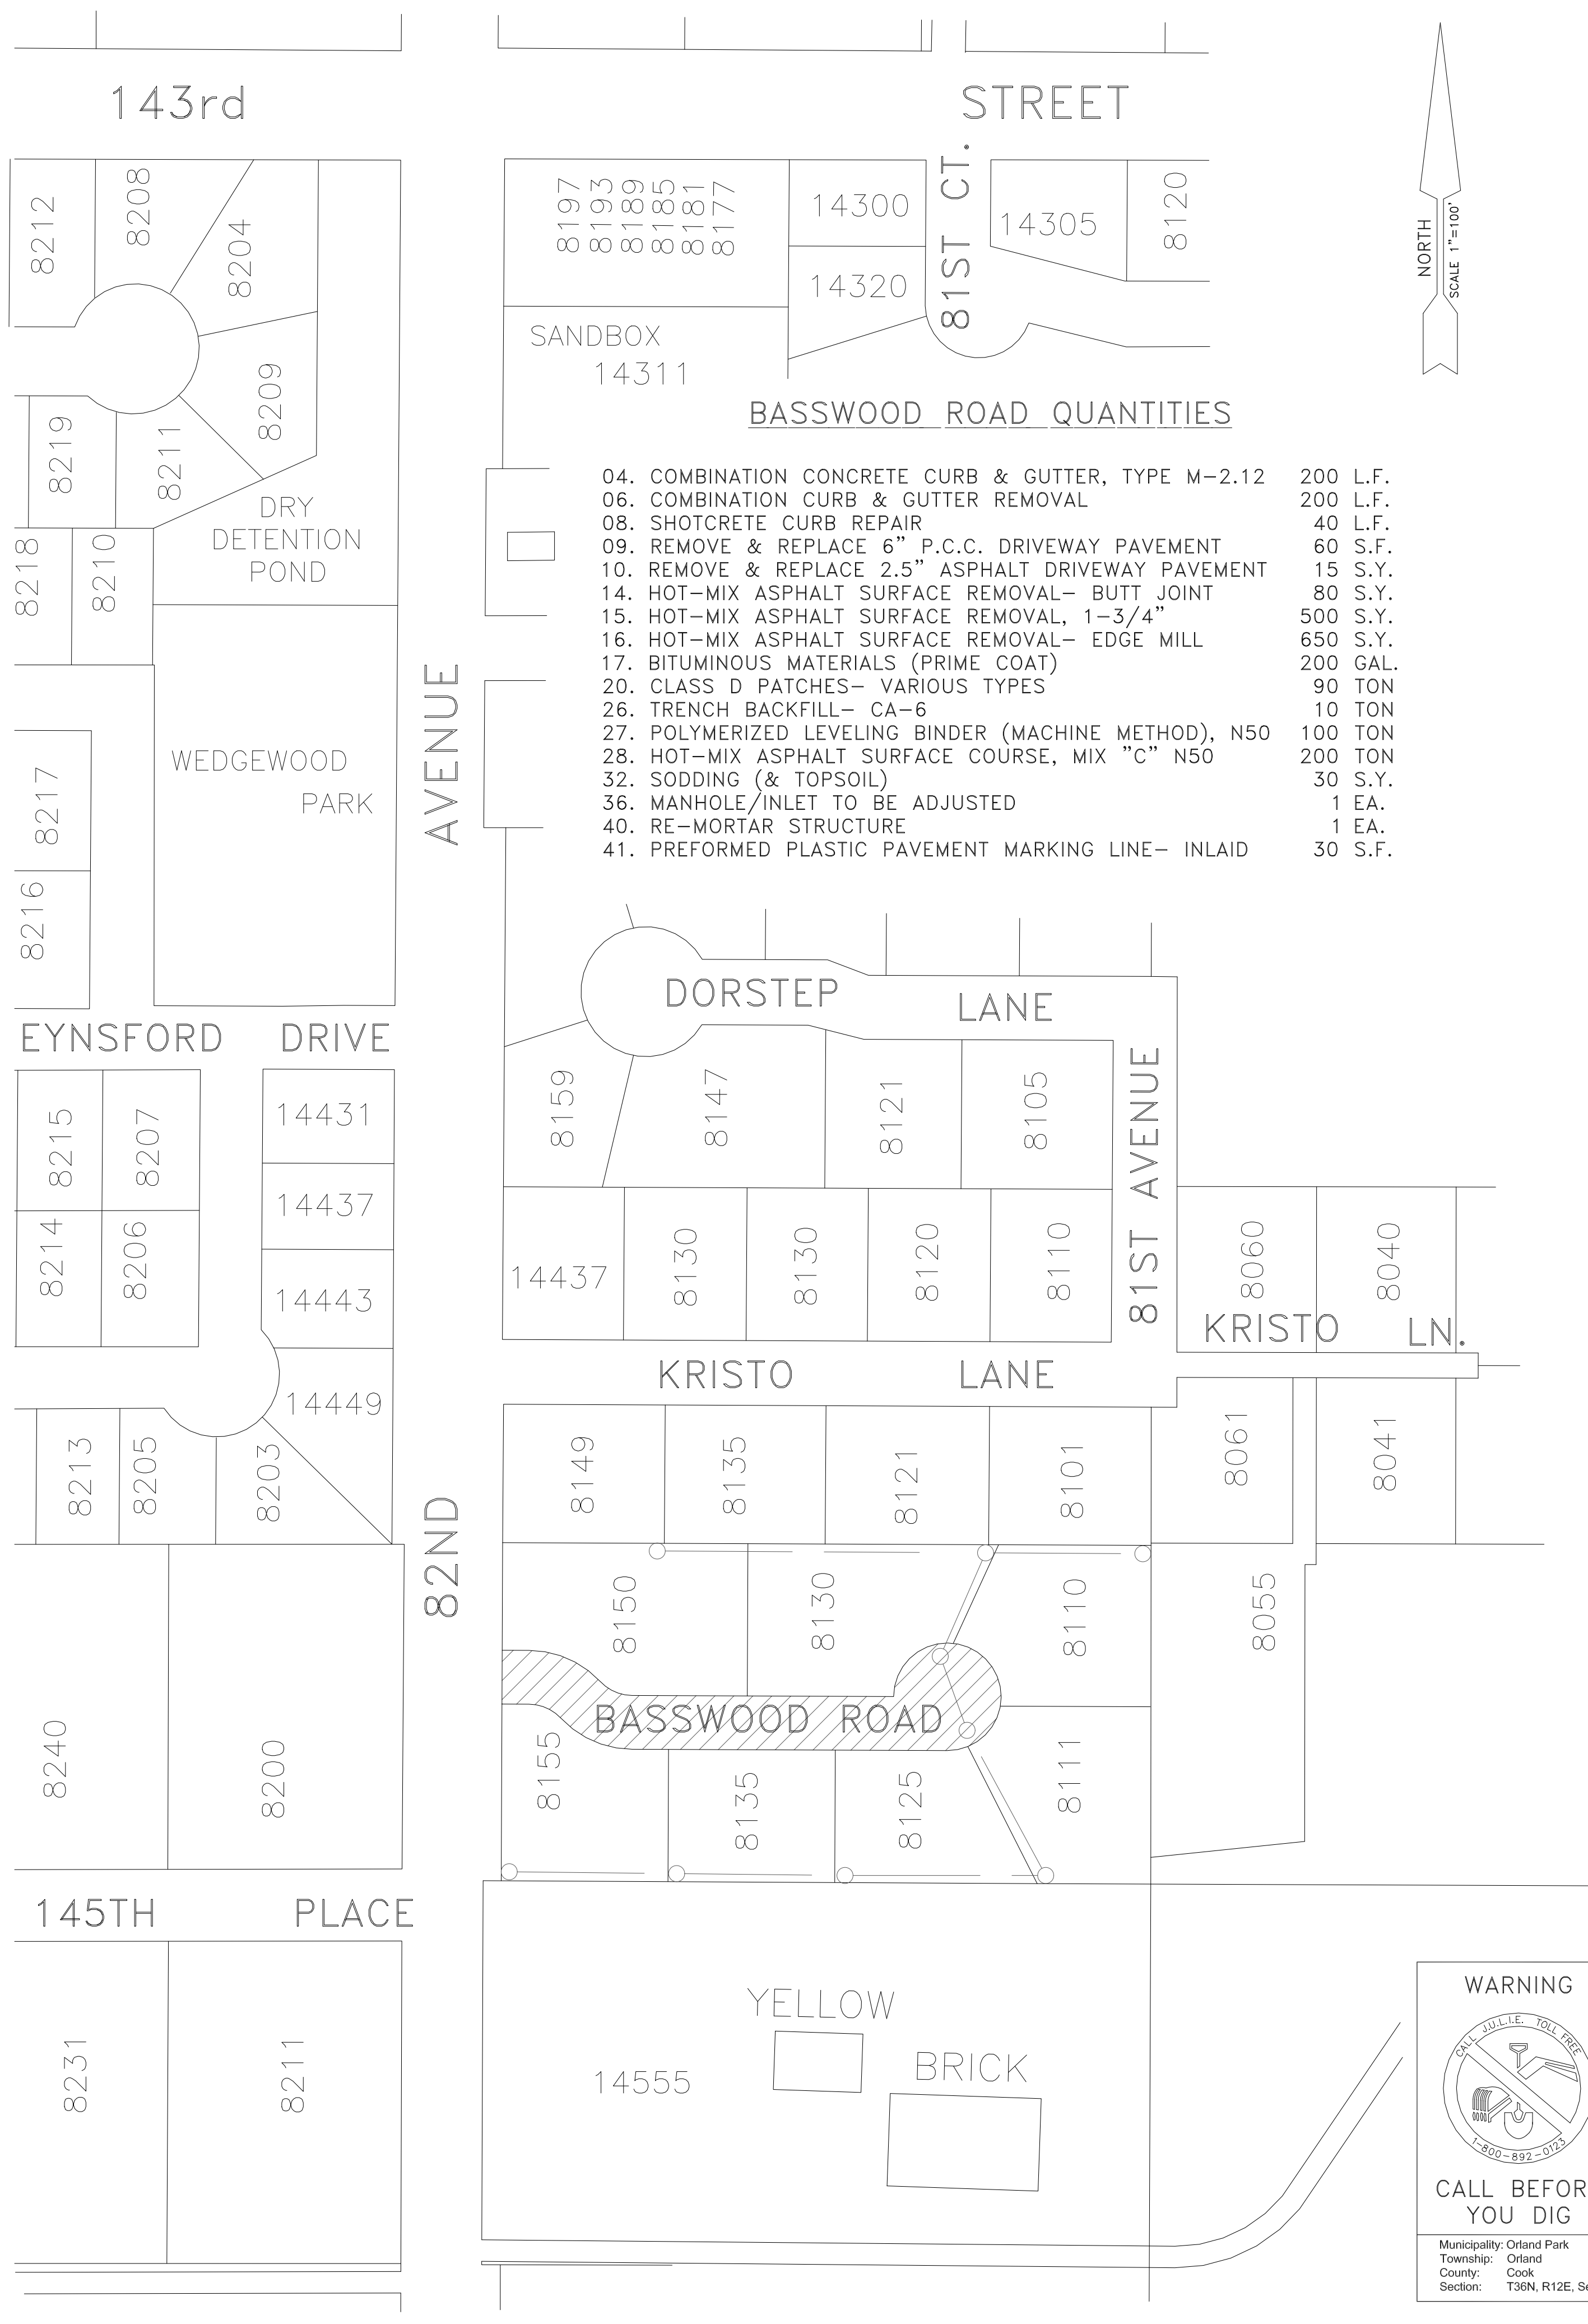 143rd STREET
8212
8208
8204
8197
8193
8189
8185
8181
8177
14300
14320
81ST CT.
14305
8120
NORTH
SCALE 1"=100'
SANDBOX
14311
8209
8219
8211
DRY
DETENTION
POND
8218
8210
BASSWOOD ROAD QUANTITIES
04. COMBINATION CONCRETE CURB & GUTTER, TYPE M-2.12 200 L.F.
06. COMBINATION CURB & GUTTER REMOVAL 200 L.F.
08. SHOTCRETE CURB REPAIR 40 L.F.
09. REMOVE & REPLACE 6" P.C.C. DRIVEWAY PAVEMENT 60 S.F.
10. REMOVE & REPLACE 2.5" ASPHALT DRIVEWAY PAVEMENT 15 S.Y.
14. HOT-MIX ASPHALT SURFACE REMOVAL- BUTT JOINT 80 S.Y.
15. HOT-MIX ASPHALT SURFACE REMOVAL, 1-3/4" 500 S.Y.
16. HOT-MIX ASPHALT SURFACE REMOVAL- EDGE MILL 650 S.Y.
17. BITUMINOUS MATERIALS (PRIME COAT) 200 GAL.
20. CLASS D PATCHES- VARIOUS TYPES 90 TON
26. TRENCH BACKFILL- CA-6 10 TON
27. POLYMERIZED LEVELING BINDER (MACHINE METHOD), N50 100 TON
28. HOT-MIX ASPHALT SURFACE COURSE, MIX "C" N50 200 TON
32. SODDING (& TOPSOIL) 30 S.Y.
36. MANHOLE/INLET TO BE ADJUSTED 1 EA.
40. RE-MORTAR STRUCTURE 1 EA.
41. PREFORMED PLASTIC PAVEMENT MARKING LINE- INLAID 30 S.F.
WEDGEWOOD
PARK
8217
8216
82ND AVENUE
DORSTEP LANE
EYNSFORD DRIVE
8215
8207
14431
14437
14443
14449
8214
8206
8159
8147
8121
8105
81ST AVENUE
14437
8130
8130
8120
8110
8060
8040
KRISTO LN.
KRISTO LANE
8213
8205
8203
8149
8135
8121
8101
8061
8041
8150
8130
8110
8055
BASSWOOD ROAD
8240
8200
8155
8135
8125
8111
145TH PLACE
8231
8211
YELLOW
BRICK
14555
WARNING
CALL J.U.L.I.E. TOLL FREE
1-800-892-0123
CALL BEFOR
YOU DIG
Municipality: Orland Park
Township: Orland
County: Cook
Section: T36N, R12E, Se